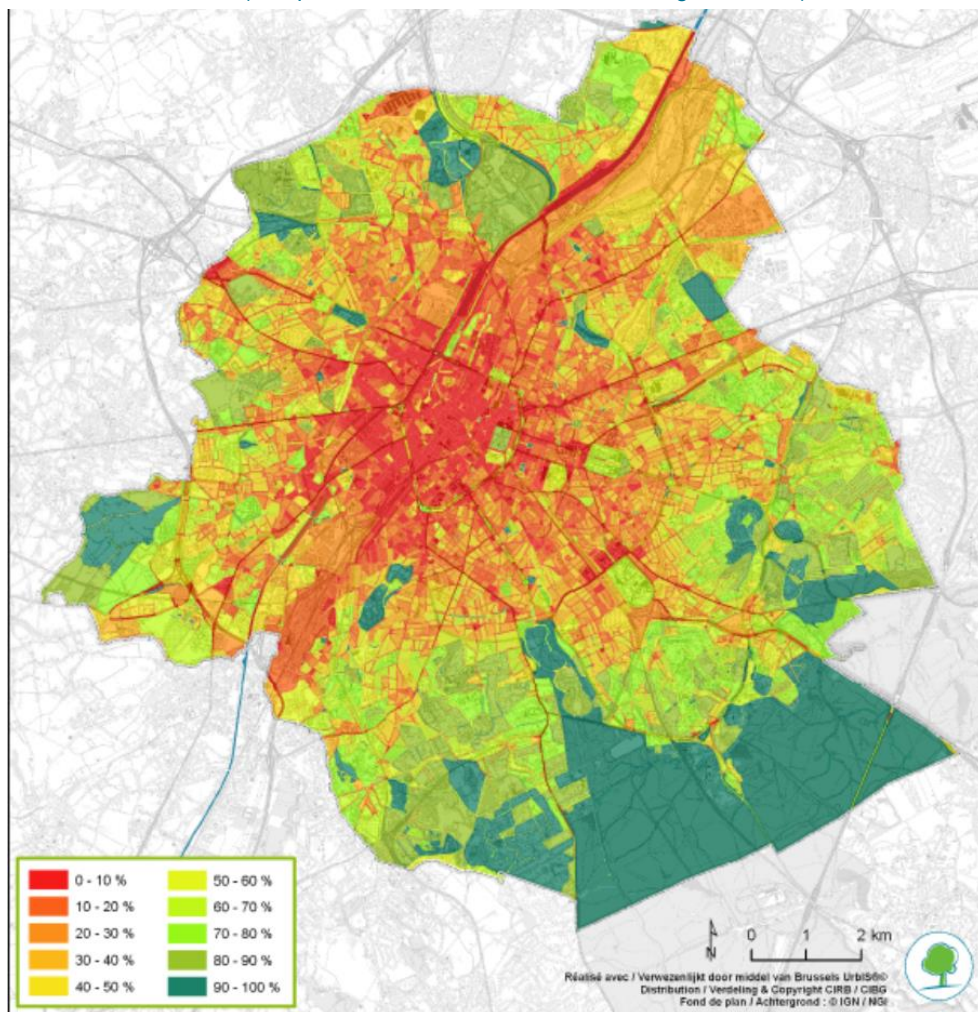 0 - 10 %
10 - 20 %
20 - 30 %
30 - 40 %
40 - 50 %
50 - 60 %
60 - 70 %
70 - 80 %
80 - 90 %
90 - 100 %
N
0 1 2 km
Réalisé avec / Verwezenlijkt door middel van Brussels UrbIS®©
Distribution / Verdeling & Copyright CIRB / CIBG
Fond de plan / Achtergrond : © IGN / NGI